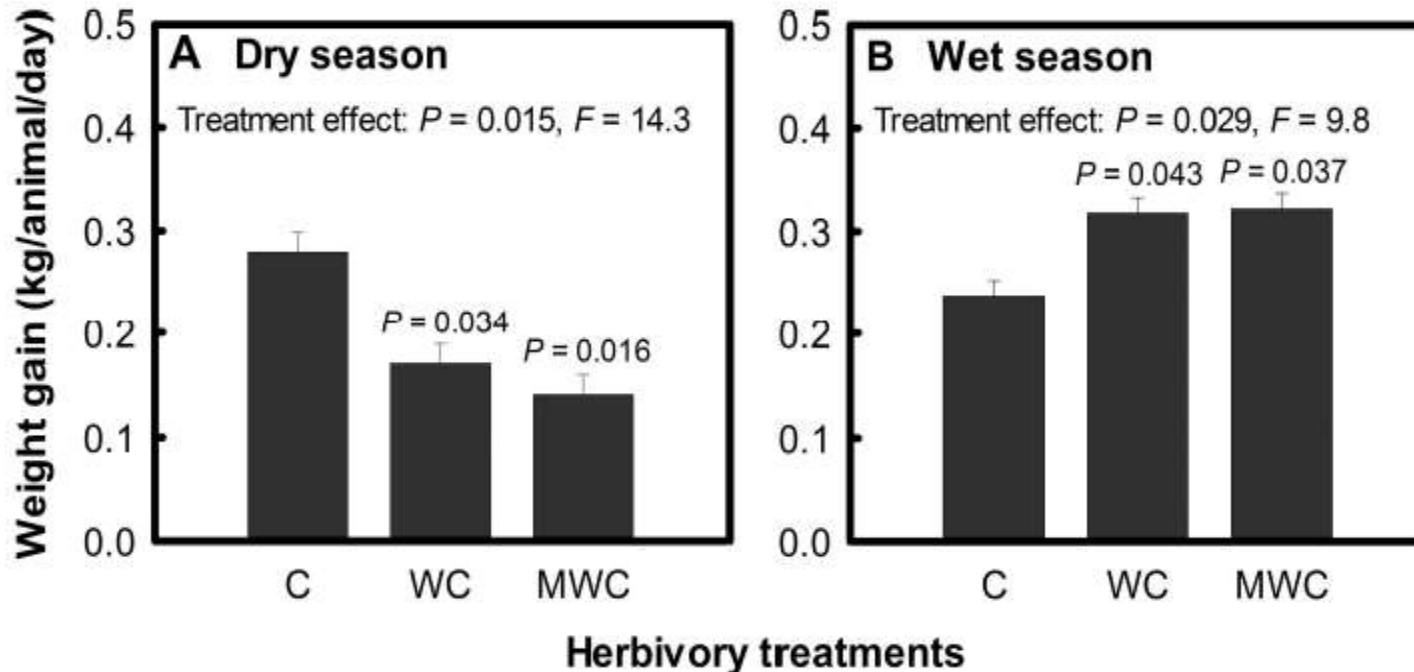 Weight gain (kg/animal/day)
A Dry season
Treatment effect: P = 0.015, F = 14.3
P = 0.034
P = 0.016
0.5
0.4
0.3
0.2
0.1
0.0
C WC MWC
B Wet season
Treatment effect: P = 0.029, F = 9.8
P = 0.043 P = 0.037
0.5
0.4
0.3
0.2
0.1
0.0
C WC MWC
Herbivory treatments